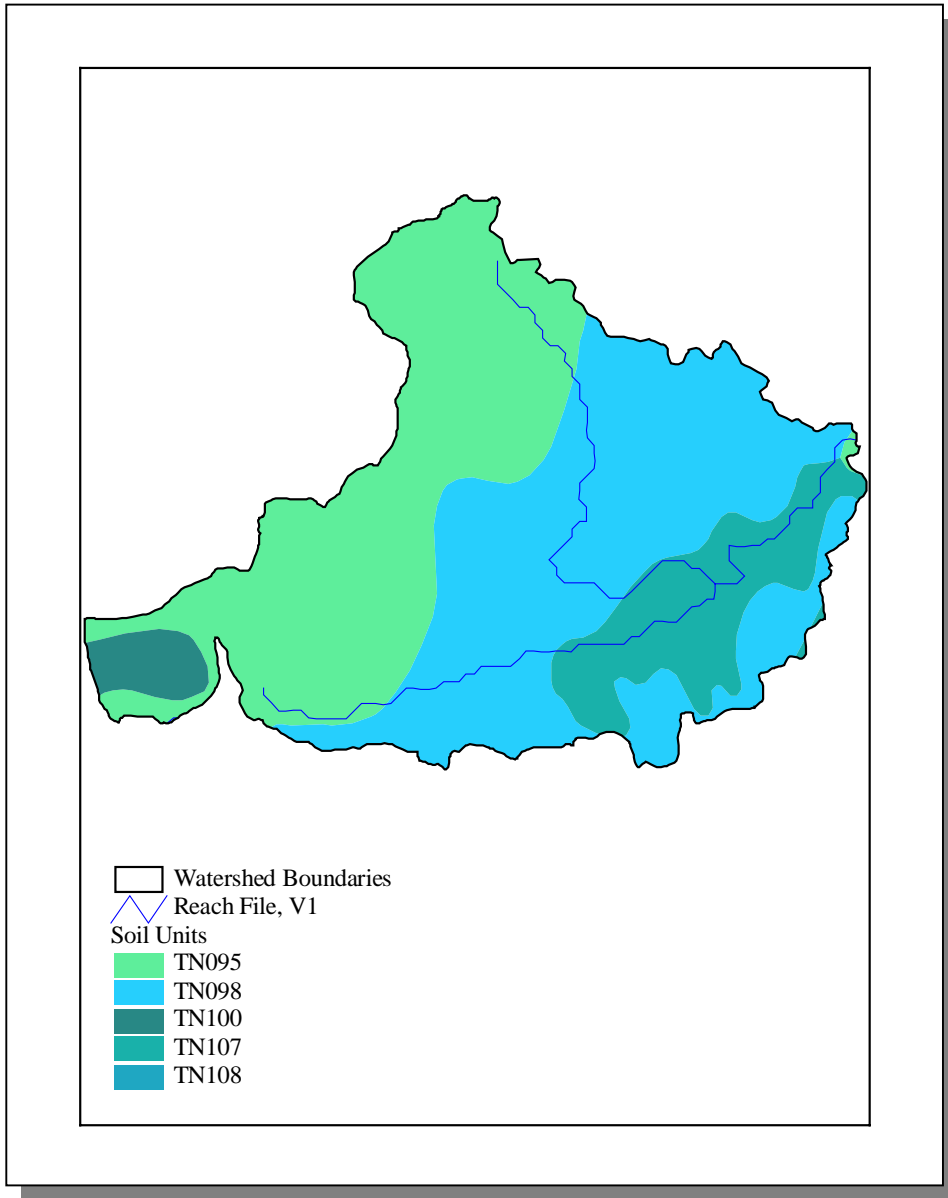 Watershed Boundaries
Reach File, V1
Soil Units
TN095
TN098
TN100
TN107
TN108